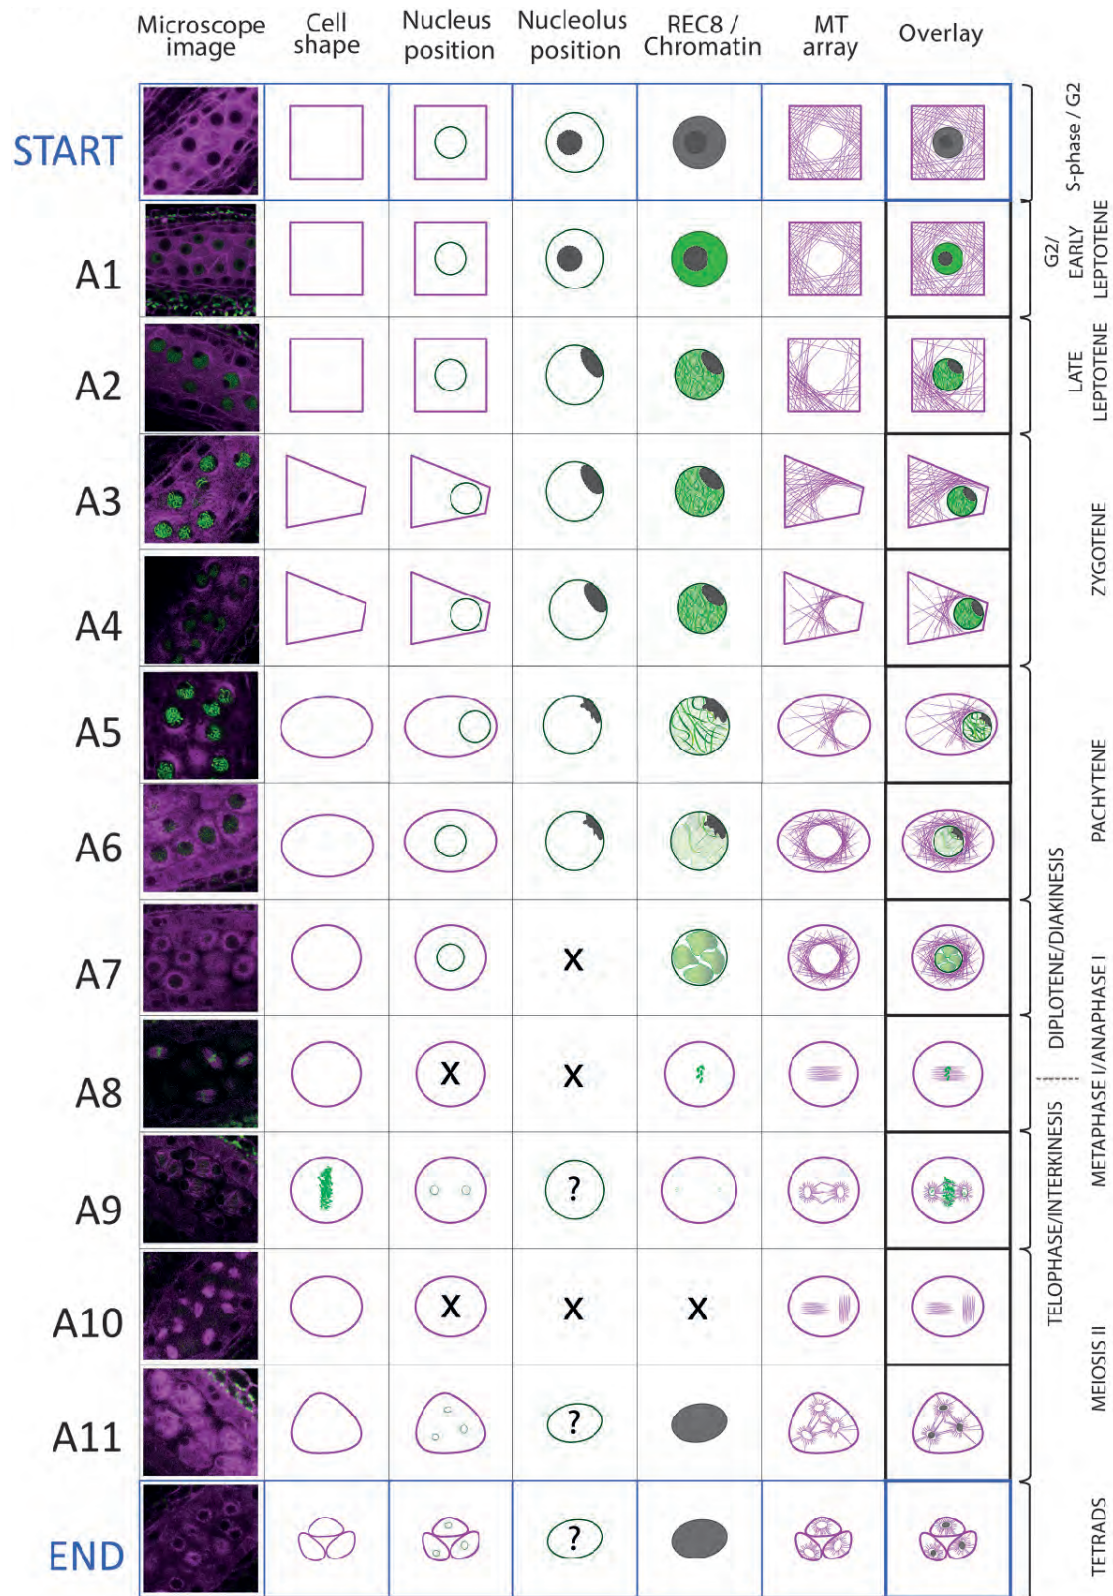 Microscope
image
Cell
shape
Nucleus
position
Nucleolus
position
REC8 /
Chromatin
MT
array
Overlay
START
S-phase / G2
A1
G2/
EARLY
LEPTOTENE
A2
LATE
LEPTOTENE
A3
ZYGOTENE
A4
A5
PACHYTENE
A6
A7
X
DIPLOTENE/DIAKINESIS
A8
X
X
METAPHASE I/ANAPHASE I
A9
?
TELOPHASE/INTERKINESIS
A10
X
X
X
MEIOSIS II
A11
?
END
?
TETRADS